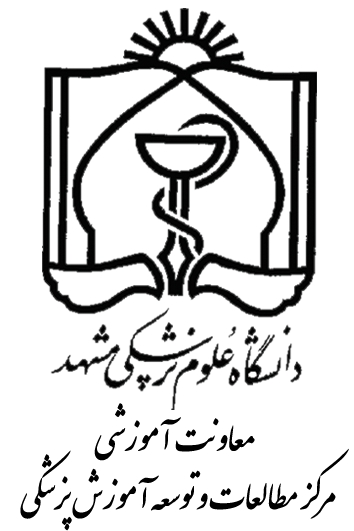 دانشگاه علوم پزشکی مشهد
معاونت آموزشی
مرکز مطالعات و توسعه آموزش پزشکی